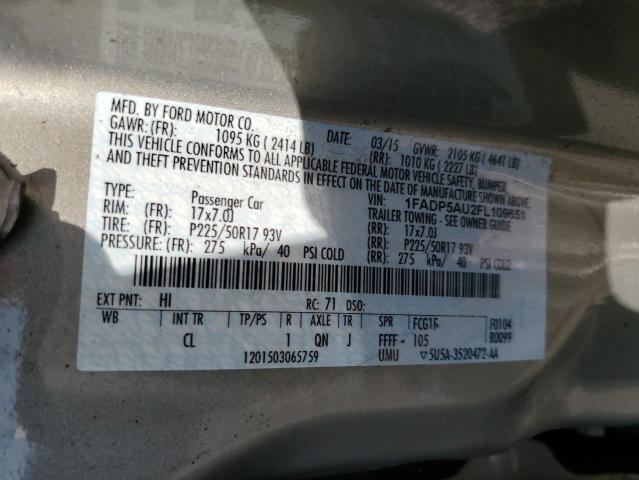 MFD. BY FORD MOTOR CO.
DATE: 03/15 GVWR: 2105 KG ( 4641 LB)
GAWR: (FR): 1095 KG ( 2414 LB) (RR): 1010 KG ( 2227 LB)
THIS VEHICLE CONFORMS TO ALL APPLICABLE FEDERAL MOTOR VEHICLE SAFETY, BUMPER,
AND THEFT PREVENTION STANDARDS IN EFFECT ON THE DATE OF MANUFACTURE SHOWN ABOVE.
VIN: 1FADP5AU2FL109651
TYPE: Passenger Car TRAILER TOWING - SEE OWNER GUIDE
RIM: (FR): 17x7.0J (RR): 17x7.0J
TIRE: (FR): P225/50R17 93V (RR): P225/50R17 93V
PRESSURE: (FR): 275 kPa/ 40 PSI COLD (RR): 275 kPa/ 40 PSI COLD
EXT PNT: HI RC: 71 DSO:
WB INT TR TP/PS R AXLE TR SPR FCG1F F0104
CL 1 QN J FFFF - 105 R0099
1201503065759 UMU ▽5U5A-3520472-AA